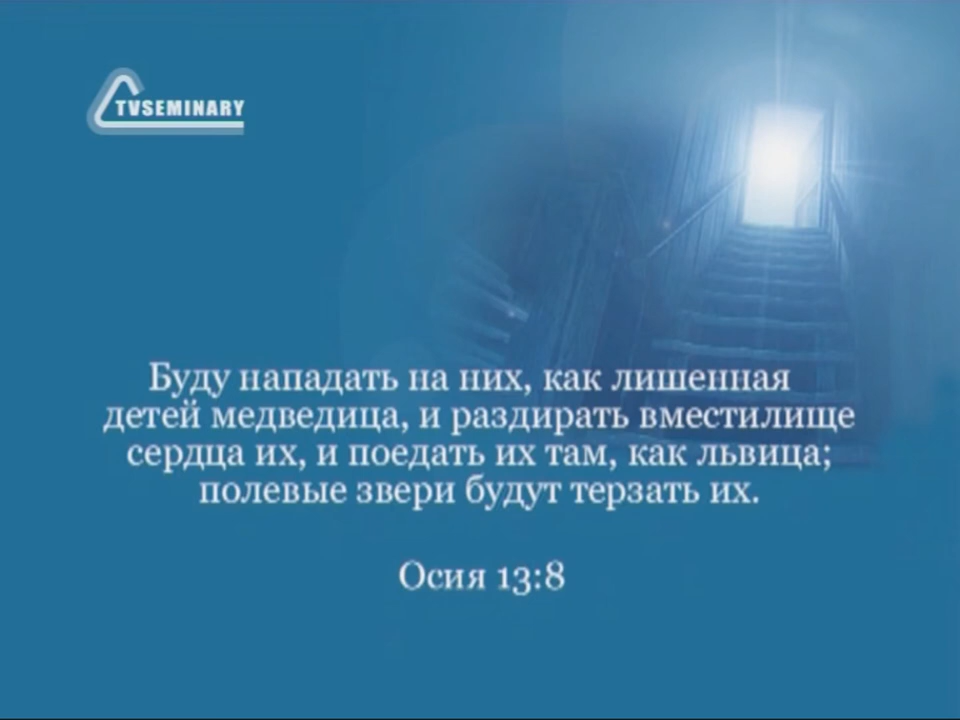 TVSEMINARY
Буду нападать на них, как лишенная
детей медведица, и раздирать вместилище
сердца их, и поедать их там, как львица;
полевые звери будут терзать их.
Осия 13:8